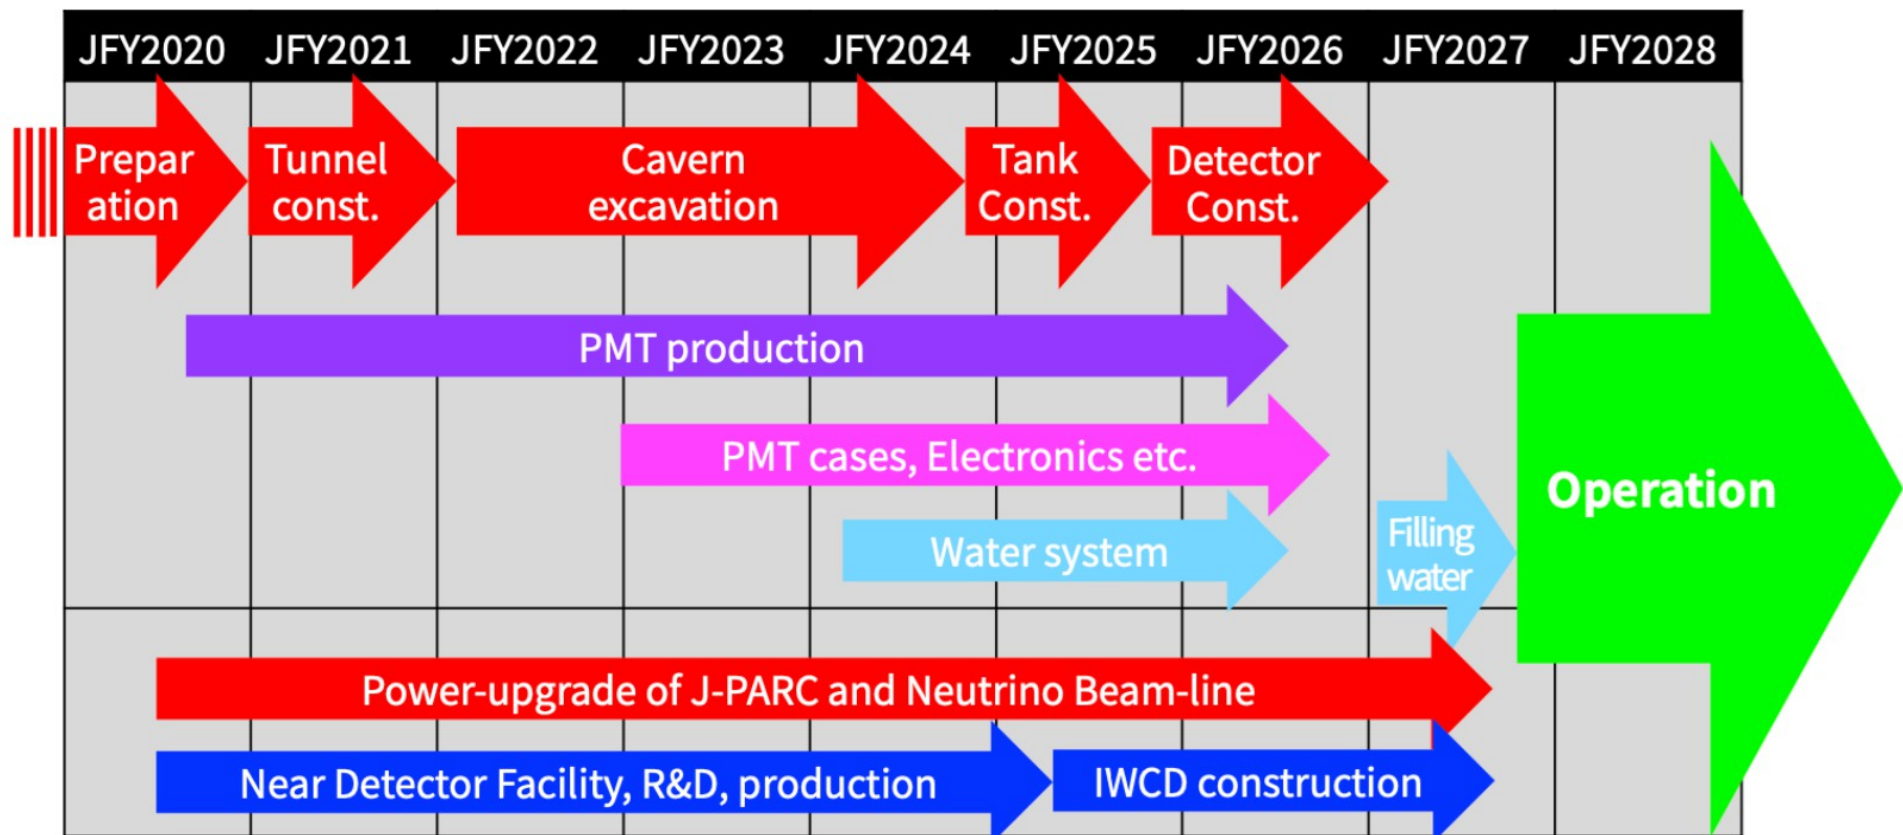 JFY2020 JFY2021 JFY2022 JFY2023 JFY2024 JFY2025 JFY2026 JFY2027 JFY2028
Prepar
ation
Tunnel
const.
Cavern
excavation
Tank
Const.
Detector
Const.
PMT production
PMT cases, Electronics etc.
Water system
Filling
water
Operation
Power-upgrade of J-PARC and Neutrino Beam-line
Near Detector Facility, R&D, production
IWCD construction